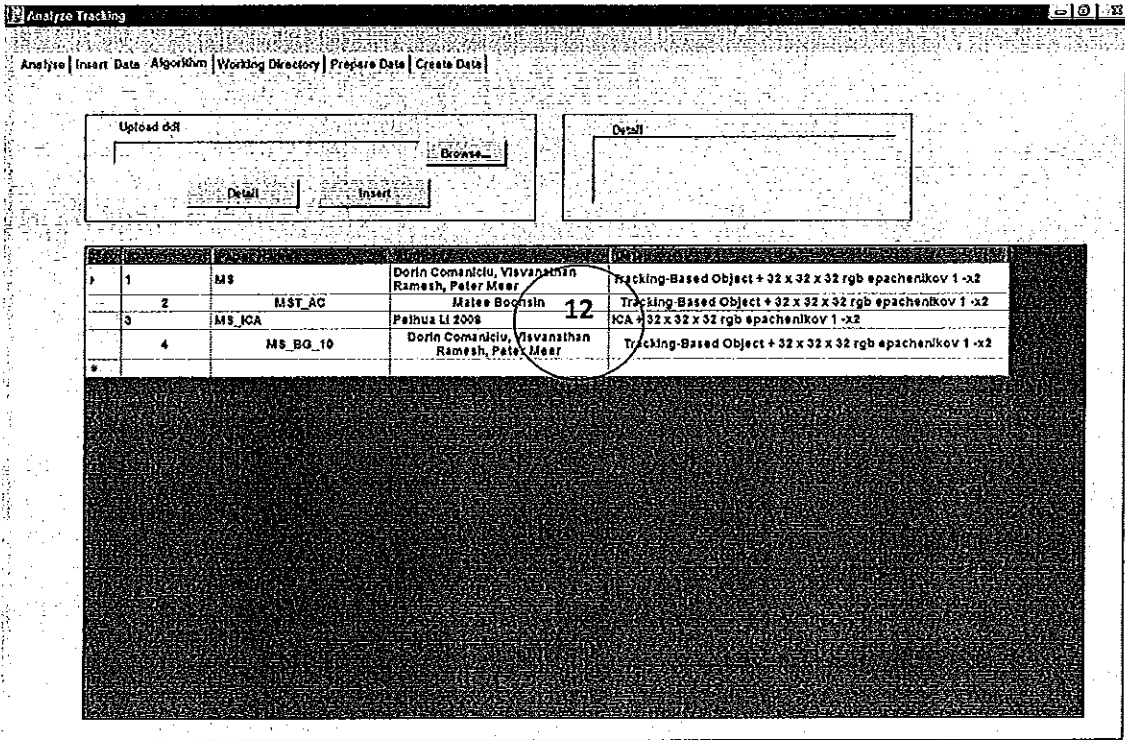 Analyze Tracking
Analyse Insert Data Algorithm Working Directory Prepare Data Create Data
Upload ddl
Browse...
Detail Insert
Detail
1 MS Dorin Comaniciu, Visvanathan Ramesh, Peter Meer Tracking-Based Object + 32 x 32 x 32 rgb epachenikov 1 -x2
2 MST_AC Matee Boonsin Tracking-Based Object + 32 x 32 x 32 rgb epachenikov 1 -x2
12
3 MS_ICA Peihua Li 2008 ICA + 32 x 32 x 32 rgb epachenikov 1 -x2
4 MS_BG_10 Dorin Comaniciu, Visvanathan Ramesh, Peter Meer Tracking-Based Object + 32 x 32 x 32 rgb epachenikov 1 -x2
*